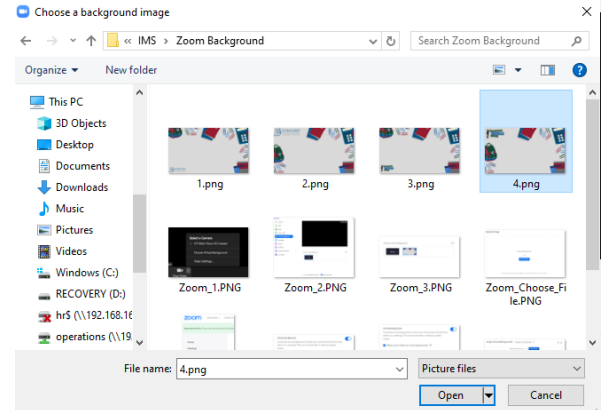 Choose a background image
« IMS › Zoom Background
Search Zoom Background
Organize
New folder
This PC
3D Objects
Desktop
Documents
Downloads
Music
Pictures
Videos
Windows (C:)
RECOVERY (D:)
hr$ (\\192.168.16
operations (\\19
1.png
2.png
3.png
4.png
Zoom_1.PNG
Zoom_2.PNG
Zoom_3.PNG
Zoom_Choose_Fi
le.PNG
zoom
File name:
4.png
Picture files
Open
Cancel